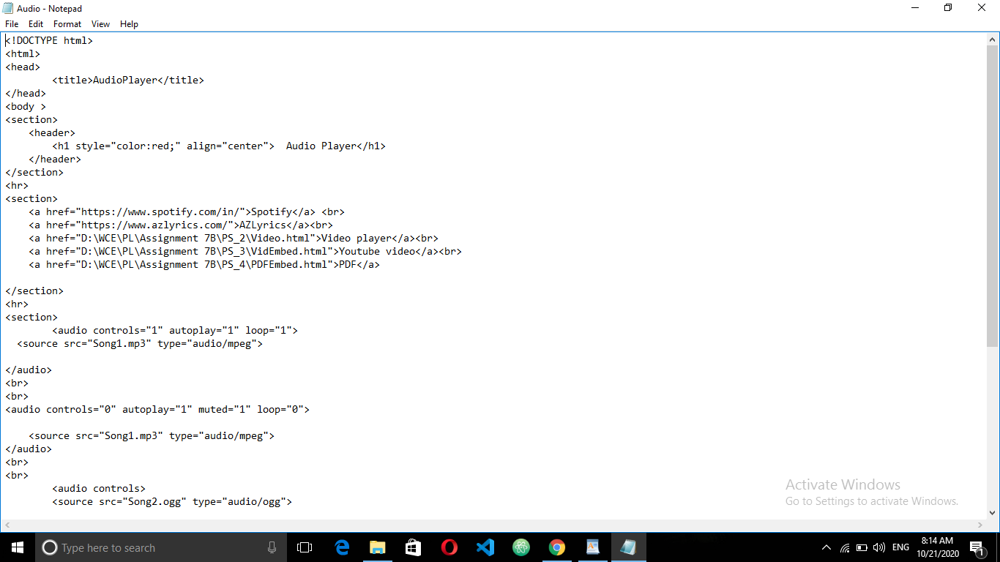 Audio - Notepad
File Edit Format View Help
<!DOCTYPE html>
<html>
<head>
        <title>AudioPlayer</title>
</head>
<body >
<section>
    <header>
        <h1 style="color:red;" align="center">  Audio Player</h1>
    </header>
</section>
<hr>
<section>
    <a href="https://www.spotify.com/in/">Spotify</a> <br>
    <a href="https://www.azlyrics.com/">AZLyrics</a><br>
    <a href="D:\WCE\PL\Assignment 7B\PS_2\Video.html">Video player</a><br>
    <a href="D:\WCE\PL\Assignment 7B\PS_3\VidEmbed.html">Youtube video</a><br>
    <a href="D:\WCE\PL\Assignment 7B\PS_4\PDFEmbed.html">PDF</a>

</section>
<hr>
<section>
        <audio controls="1" autoplay="1" loop="1">
  <source src="Song1.mp3" type="audio/mpeg">

</audio>
<br>
<br>
<audio controls="0" autoplay="1" muted="1" loop="0">

    <source src="Song1.mp3" type="audio/mpeg">
</audio>
<br>
<br>
        <audio controls>
        <source src="Song2.ogg" type="audio/ogg">
Activate Windows
Go to Settings to activate Windows.
Type here to search
ENG
8:14 AM
10/21/2020
1